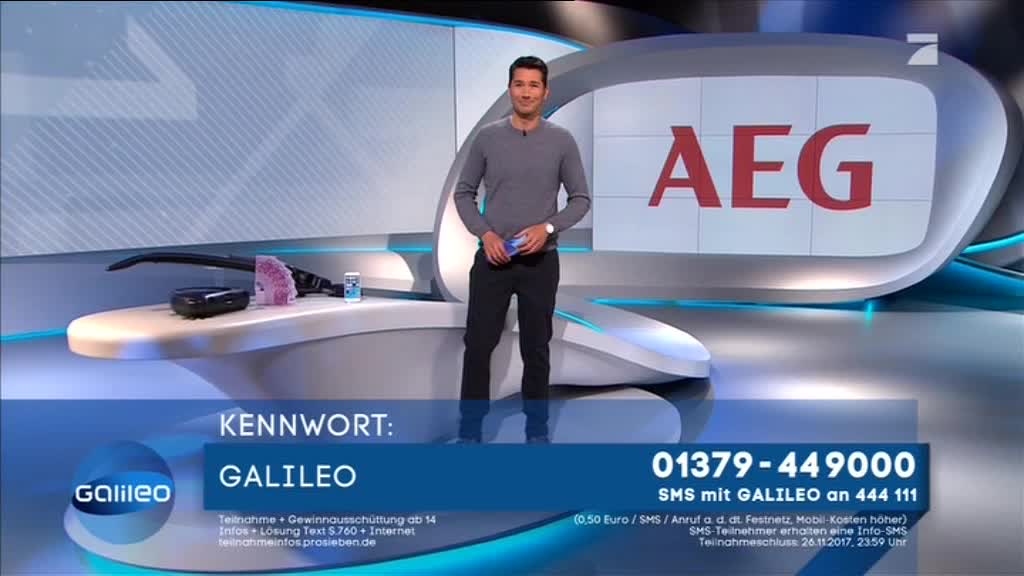 AEG
KENNWORT:
GALILEO
01379 - 449000
SMS mit GALILEO an 444 111
Galileo
Teilnahme + Gewinnausschüttung ab 14
Infos + Lösung Text S.760 + Internet
teilnahmeinfos.prosieben.de
(0,50 Euro / SMS / Anruf a. d. dt. Festnetz, Mobil-Kosten höher)
SMS-Teilnehmer erhalten eine Info-SMS
Teilnahmeschluss: 26.11.2017, 23:59 Uhr